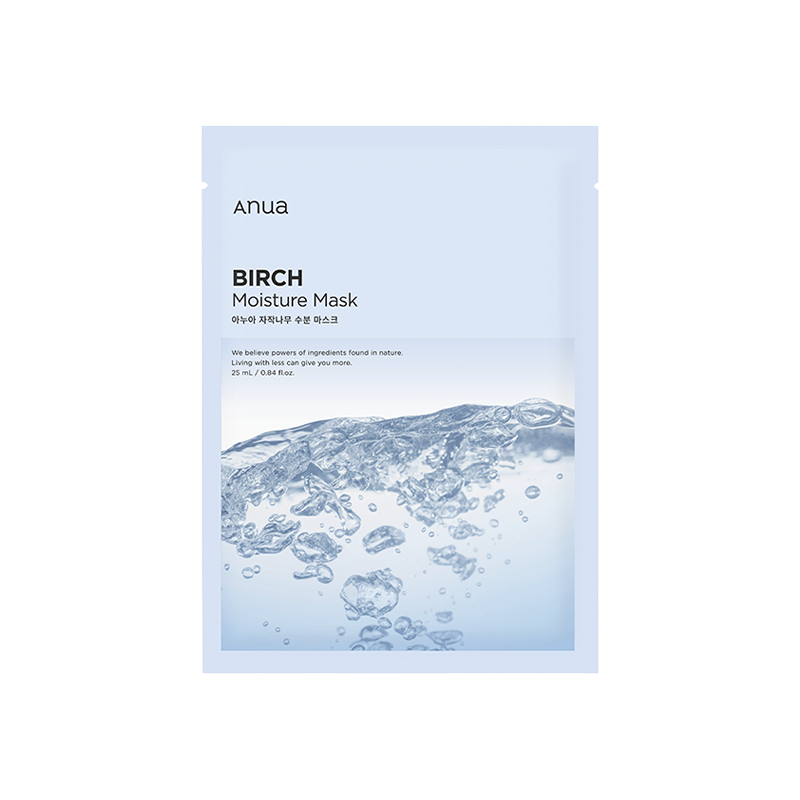 Anua
BIRCH
Moisture Mask
아누아 자작나무 수분 마스크
We believe powers of ingredients found in nature.
Living with less can give you more.
25 mL / 0.84 fl.oz.